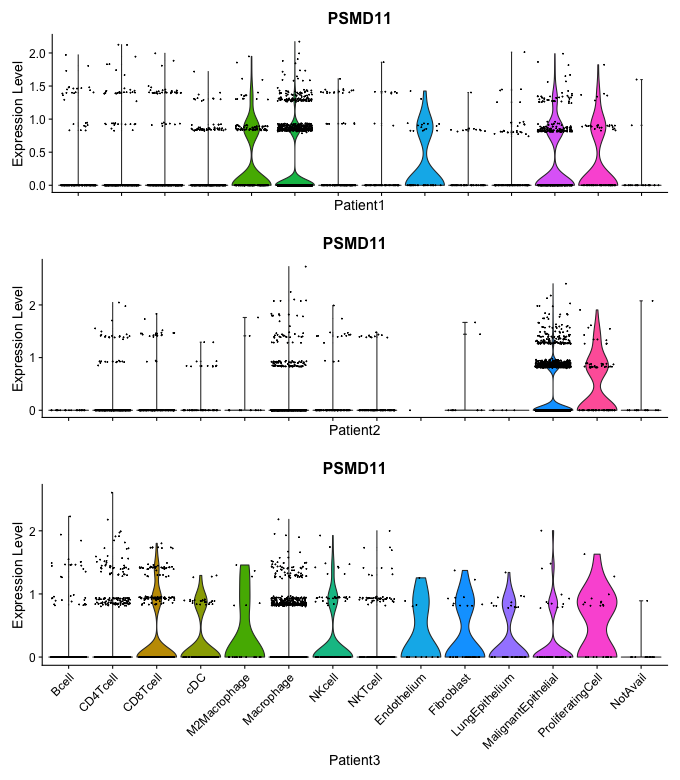 PSMD11
Expression Level
2.0
1.5
1.0
0.5
0.0
Patient1
PSMD11
Expression Level
2
1
0
Patient2
PSMD11
Expression Level
2
1
0
Bcell
CD4Tcell
CD8Tcell
cDC
M2Macrophage
Macrophage
NKcell
NKTcell
Endothelium
Fibroblast
LungEpithelium
MalignantEpithelial
ProliferatingCell
NotAvail
Patient3